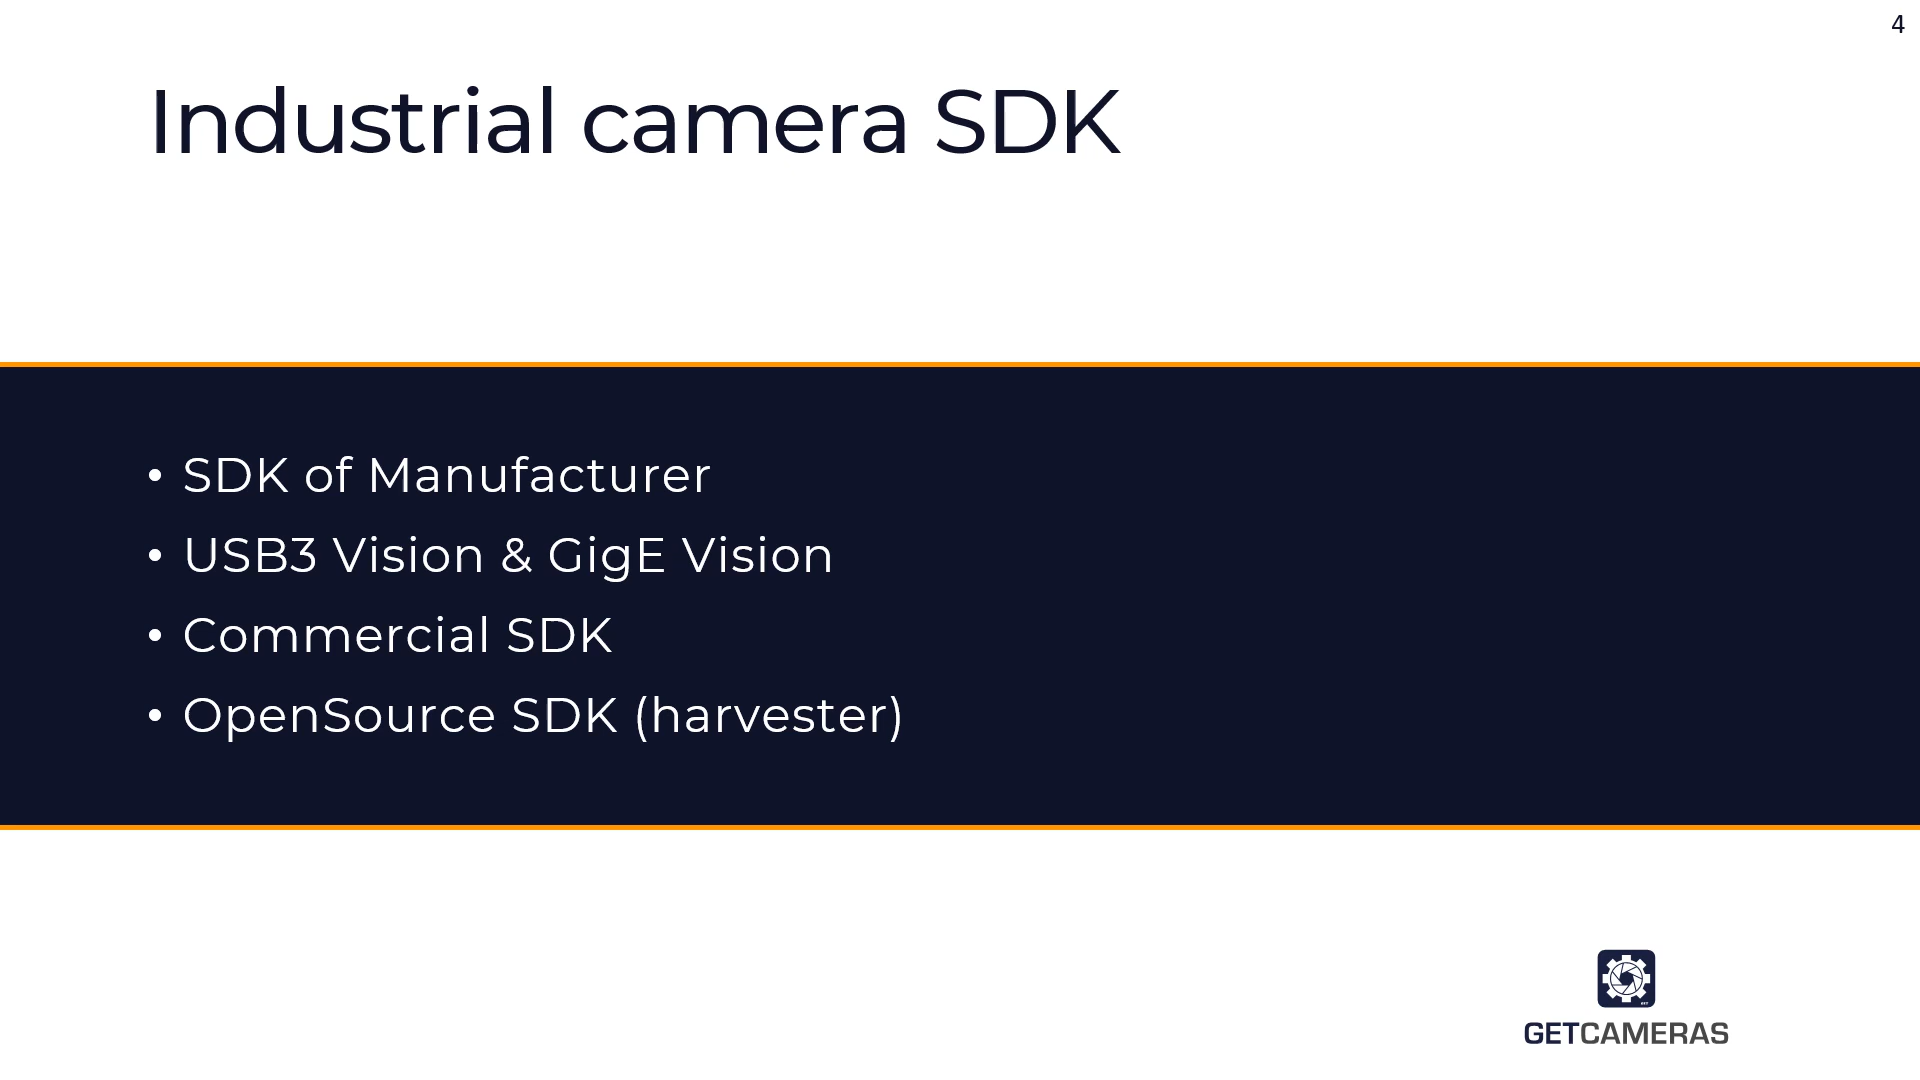 4
Industrial camera SDK
• SDK of Manufacturer
• USB3 Vision & GigE Vision
• Commercial SDK
• OpenSource SDK (harvester)
GETCAMERAS